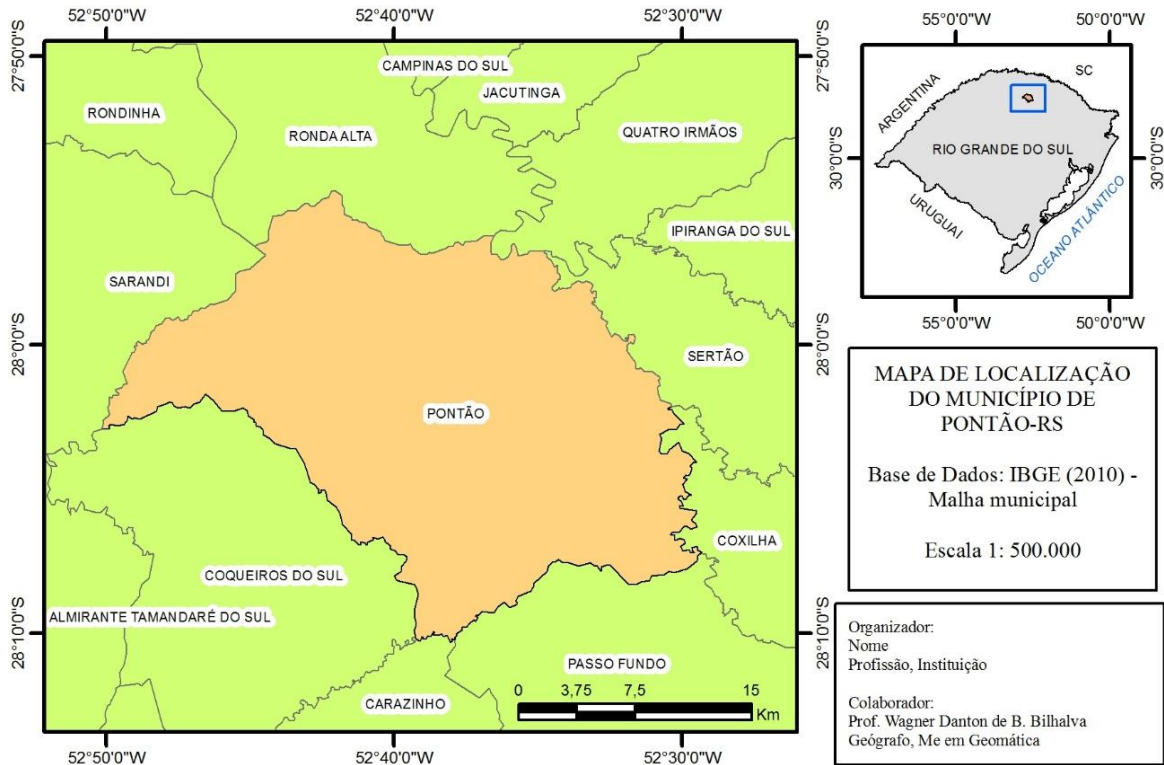 52°50'0"W
52°40'0"W
52°30'0"W
27°50'0"S
28°0'0"S
28°10'0"S
CAMPINAS DO SUL
JACUTINGA
RONDINHA
RONDA ALTA
QUATRO IRMÃOS
IPIRANGA DO SUL
SARANDI
SERTÃO
PONTÃO
COXILHA
COQUEIROS DO SUL
ALMIRANTE TAMANDARÉ DO SUL
PASSO FUNDO
CARAZINHO
0 3,75 7,5 15
Km
27°50'0"S
28°0'0"S
28°10'0"S
52°50'0"W
52°40'0"W
52°30'0"W
55°0'0"W
50°0'0"W
30°0'0"S
ARGENTINA
SC
RIO GRANDE DO SUL
URUGUAI
OCEANO ATLÂNTICO
30°0'0"S
55°0'0"W
50°0'0"W
MAPA DE LOCALIZAÇÃO
DO MUNICÍPIO DE
PONTÃO-RS
Base de Dados: IBGE (2010) -
Malha municipal
Escala 1: 500.000
Organizador:
Nome
Profissão, Instituição
Colaborador:
Prof. Wagner Danton de B. Bilhalva
Geógrafo, Me em Geomática